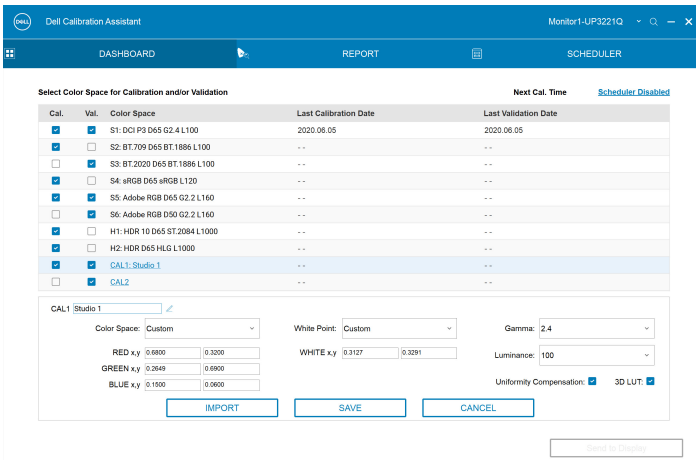 DELL Dell Calibration Assistant Monitor1-UP3221Q
DASHBOARD REPORT SCHEDULER
Select Color Space for Calibration and/or Validation Next Cal. Time Scheduler Disabled
Cal. Val. Color Space Last Calibration Date Last Validation Date
S1: DCI P3 D65 G2.4 L100 2020.06.05 2020.06.05
S2: BT.709 D65 BT.1886 L100 - - - -
S3: BT.2020 D65 BT.1886 L100 - - - -
S4: sRGB D65 sRGB L120 - - - -
S5: Adobe RGB D65 G2.2 L160 - - - -
S6: Adobe RGB D50 G2.2 L160 - - - -
H1: HDR 10 D65 ST.2084 L1000 - - - -
H2: HDR D65 HLG L1000 - - - -
CAL1: Studio 1 - - - -
CAL2 - - - -
CAL1 Studio 1
Color Space: Custom White Point: Custom Gamma: 2.4
RED x,y 0.6800 0.3200 WHITE x,y 0.3127 0.3291 Luminance: 100
GREEN x,y 0.2649 0.6900
BLUE x,y 0.1500 0.0600 Uniformity Compensation: 3D LUT:
IMPORT SAVE CANCEL
Send to Display